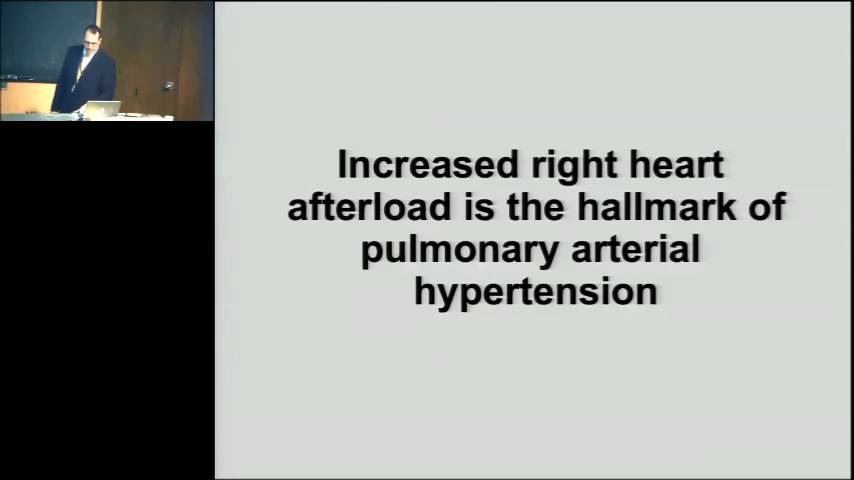 Increased right heart
afterload is the hallmark of
pulmonary arterial
hypertension